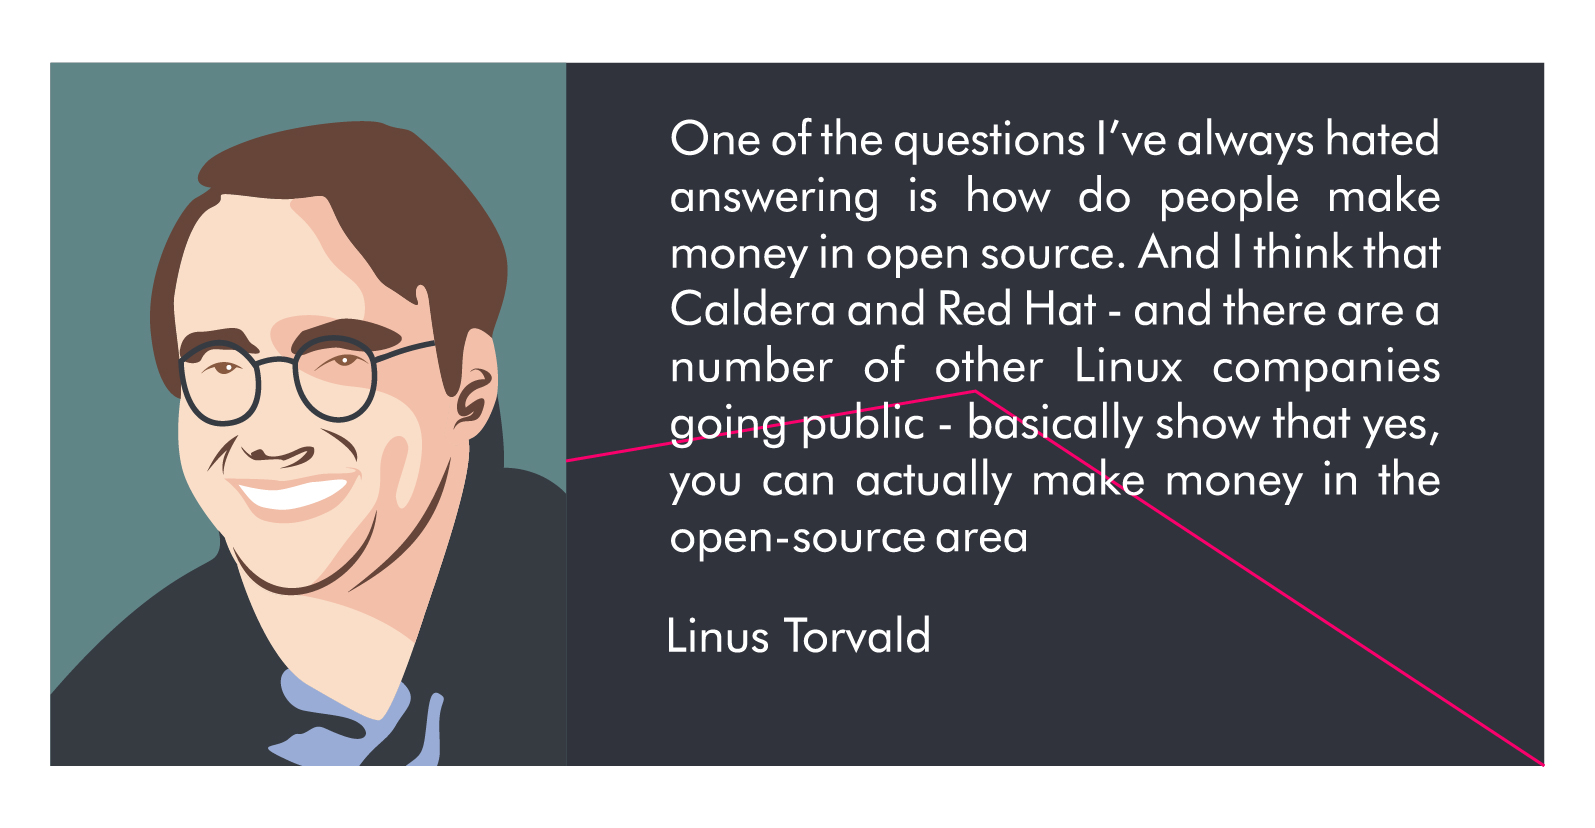 One of the questions I’ve always hated
answering is how do people make
money in open source. And I think that
Caldera and Red Hat - and there are a
number of other Linux companies
going public - basically show that yes,
you can actually make money in the
open-source area
Linus Torvald